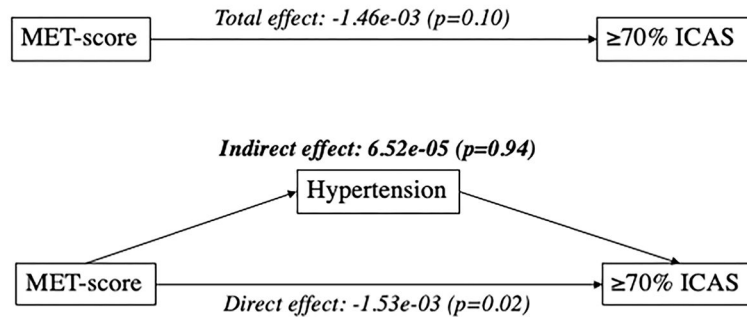 Total effect: -1.46e-03 (p=0.10)
MET-score
≥70% ICAS
Indirect effect: 6.52e-05 (p=0.94)
Hypertension
MET-score
≥70% ICAS
Direct effect: -1.53e-03 (p=0.02)